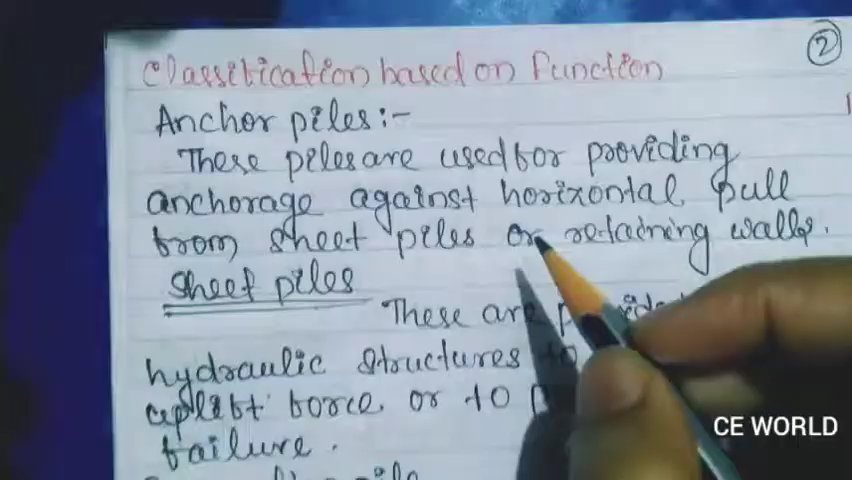 2
Classification based on Function
Anchor piles :-
These piles are used for providing
anchorage against horizontal pull
from sheet piles or retaining walls.
Sheet piles
These are
hydraulic structures to
uplift force or to
failure.
CE WORLD